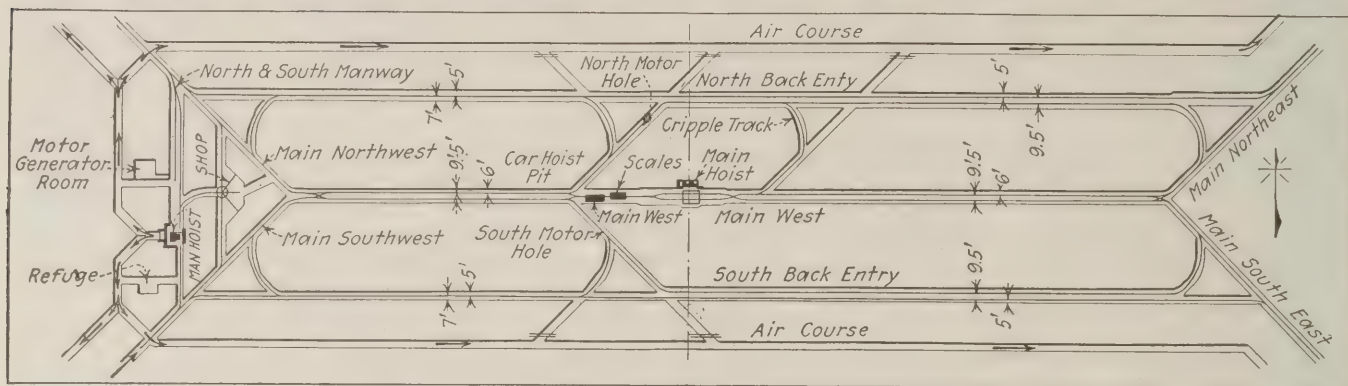 Air Course
North & South Manway
North Motor
Hole
North Back Enty
5'
7'
5'
9.5'
Motor
Generator
Room
SHOP
Main Northwest
Car Hoist
Pit
Cripple Track
Scales
Main
Hoist
9.5'
6'
9.5'
6'
Main Northeast
MAN HOIST
Main Southwest
South Motor
Hole
Main West
Main West
Refuge
South Back Entry
Main South East
7'
5'
9.5'
5'
Air Course